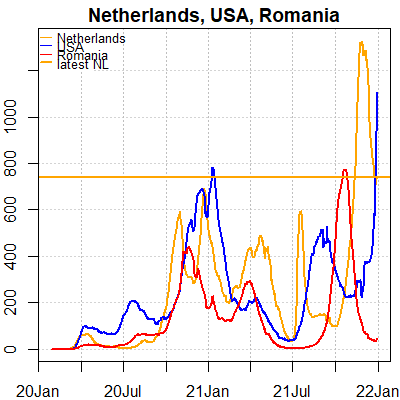 Netherlands, USA, Romania
Netherlands
USA
Romania
latest NL
1000
800
600
400
200
0
20Jan 20Jul 21Jan 21Jul 22Jan